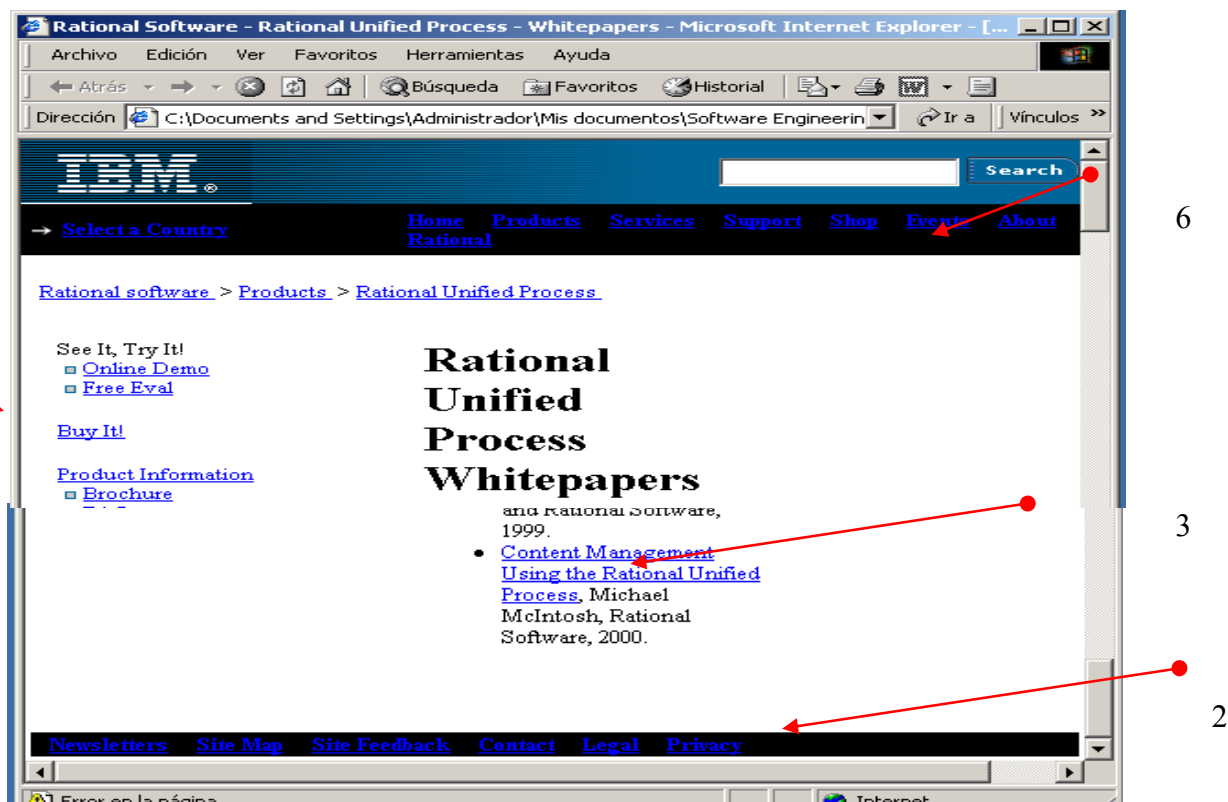 Rational Software - Rational Unified Process - Whitepapers - Microsoft Internet Explorer - [...
Archivo Edición Ver Favoritos Herramientas Ayuda
Atrás Búsqueda Favoritos Historial
Dirección C:\Documents and Settings\Administrador\Mis documentos\Software Engineerin Ir a Vínculos »
IBM® Search
→ Select a Country Home Products Services Support Shop Events About
Rational
6
Rational software > Products > Rational Unified Process
See It, Try It!
Online Demo
Free Eval
Buy It!
Product Information
Brochure
Rational
Unified
Process
Whitepapers
and Rational Software,
1999.
3
• Content Management
Using the Rational Unified
Process, Michael
McIntosh, Rational
Software, 2000.
2
Newsletters Site Map Site Feedback Contact Legal Privacy
Error en la página. Internet